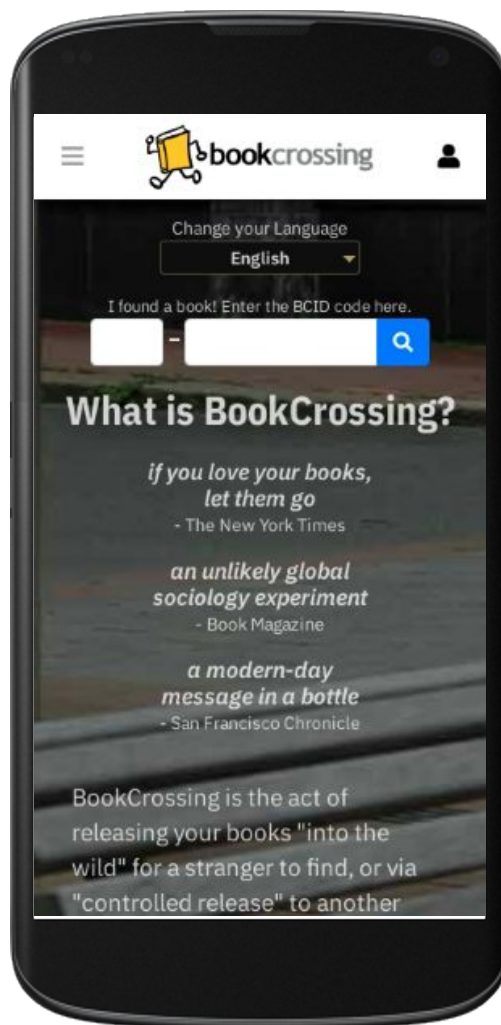 bookcrossing
Change your Language
English
I found a book! Enter the BCID code here.
-
What is BookCrossing?
if you love your books,
let them go
- The New York Times
an unlikely global
sociology experiment
- Book Magazine
a modern-day
message in a bottle
- San Francisco Chronicle
BookCrossing is the act of
releasing your books "into the
wild" for a stranger to find, or via
"controlled release" to another